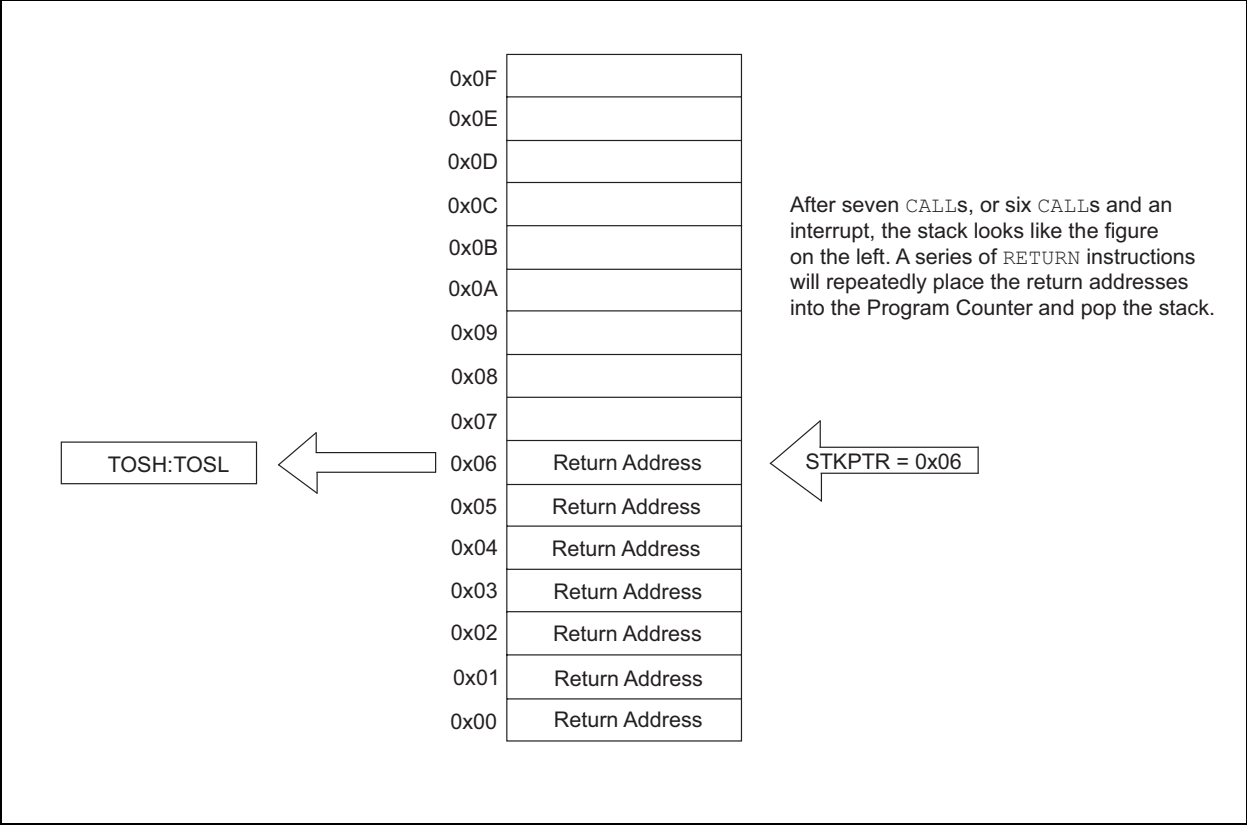 0x0F
0x0E
0x0D
0x0C
0x0B
0x0A
0x09
0x08
0x07
After seven CALLs, or six CALLs and an
interrupt, the stack looks like the figure
on the left. A series of RETURN instructions
will repeatedly place the return addresses
into the Program Counter and pop the stack.
TOSH:TOSL
0x06 Return Address
STKPTR = 0x06
0x05 Return Address
0x04 Return Address
0x03 Return Address
0x02 Return Address
0x01 Return Address
0x00 Return Address